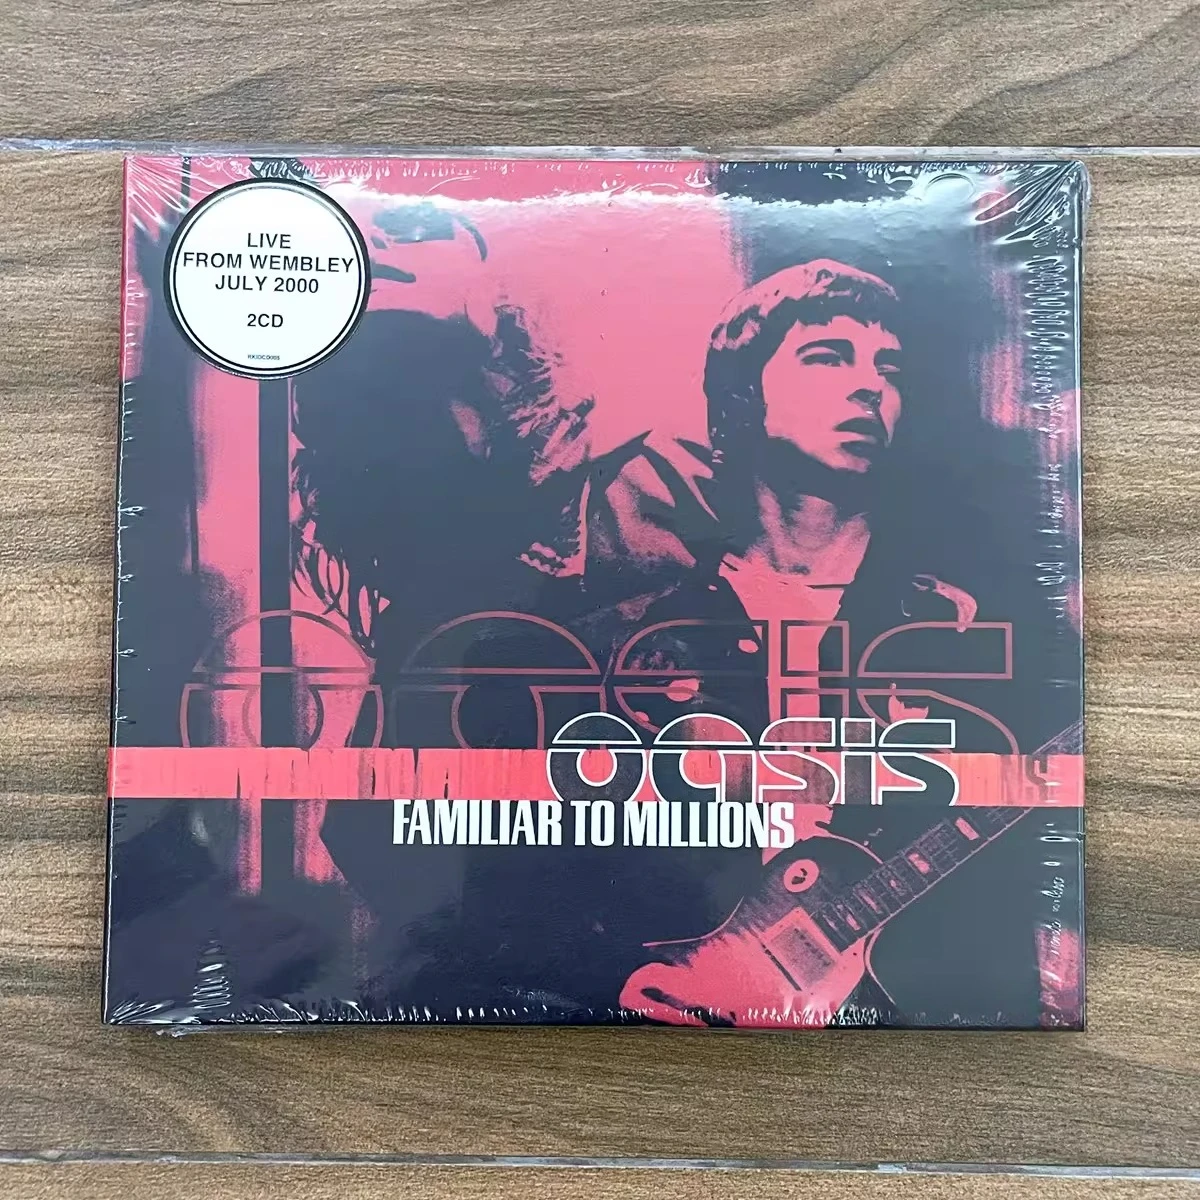 LIVE
FROM WEMBLEY
JULY 2000
2CD
oasis
oasis
FAMILIAR TO MILLIONS